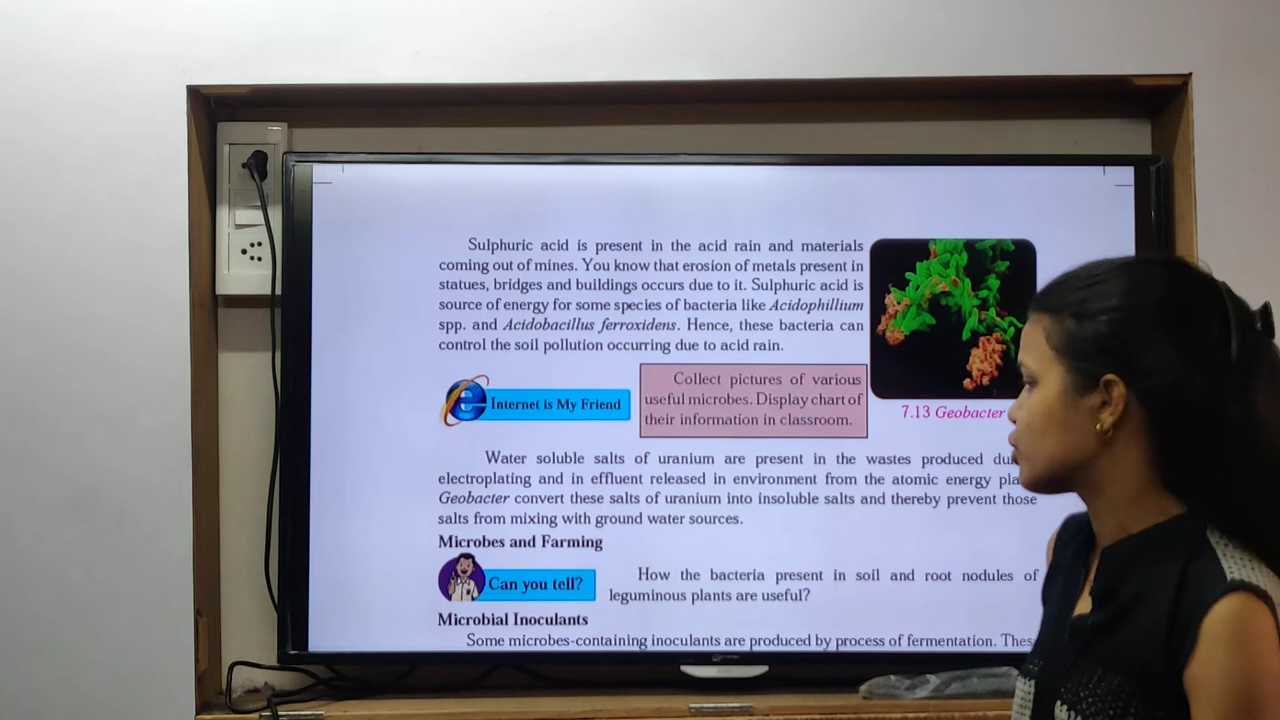 Sulphuric acid is present in the acid rain and materials
coming out of mines. You know that erosion of metals present in
statues, bridges and buildings occurs due to it. Sulphuric acid is
source of energy for some species of bacteria like Acidophillium
spp. and Acidobacillus ferroxidens. Hence, these bacteria can
control the soil pollution occurring due to acid rain.
7.13 Geobacter
Internet is My Friend
Collect pictures of various
useful microbes. Display chart of
their information in classroom.
Water soluble salts of uranium are present in the wastes produced
electroplating and in effluent released in environment from the atomic energy
Geobacter convert these salts of uranium into insoluble salts and thereby prevent those
salts from mixing with ground water sources.
Microbes and Farming
Can you tell?
How the bacteria present in soil and root nodules of
leguminous plants are useful?
Microbial Inoculants
Some microbes-containing inoculants are produced by process of fermentation.